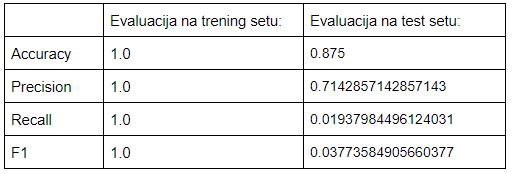 Evaluacija na trening setu: Evaluacija na test setu:
Accuracy 1.0 0.875
Precision 1.0 0.7142857142857143
Recall 1.0 0.01937984496124031
F1 1.0 0.03773584905660377